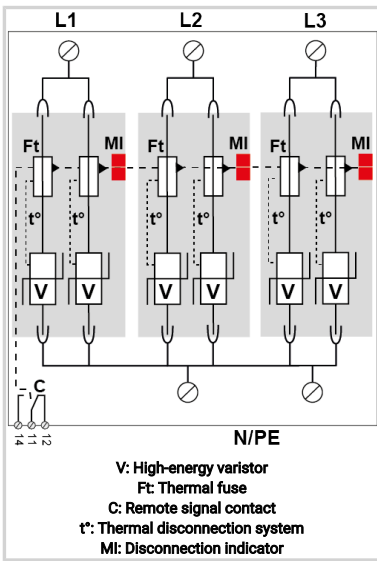 L1 L2 L3
Ft MI Ft MI Ft MI
t° t° t° t° t° t°
V V V V V V
C
14 11 12
N/PE
V: High-energy varistor
Ft: Thermal fuse
C: Remote signal contact
t°: Thermal disconnection system
MI: Disconnection indicator